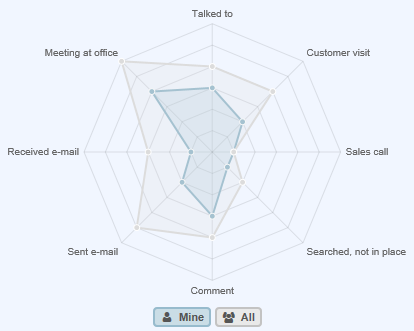 Talked to
Meeting at office
Customer visit
Received e-mail
Sales call
Sent e-mail
Searched, not in place
Comment
Mine
All